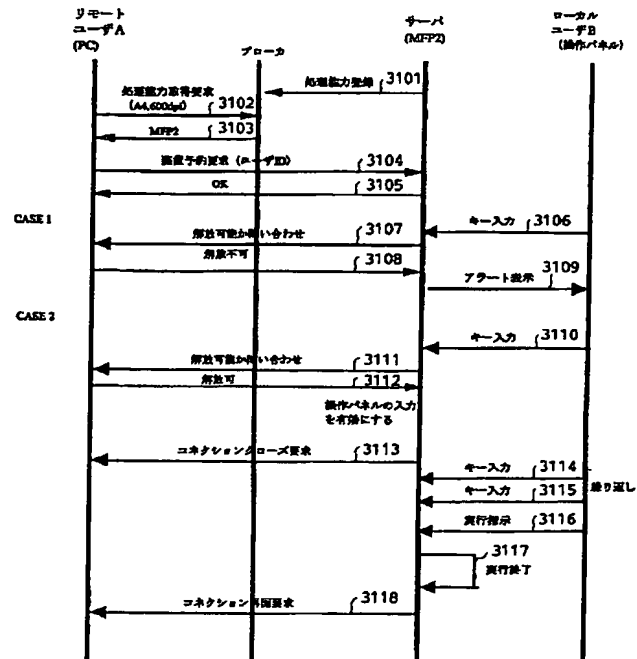 リモート
ユーザA
(PC)
ブローカ
サーバ
(MFP2)
ローカル
ユーザB
(操作パネル)
処理能力登録 3101
処理能力取得要求 3102
(A4,600dpi)
MFP2 3103
機器予約要求 (ユーザID) 3104
OK 3105
CASE 1
キー入力 3106
解放可能か問い合わせ 3107
解放不可 3108
アラート表示 3109
CASE 2
キー入力 3110
解放可能か問い合わせ 3111
解放可 3112
操作パネルの入力
を有効にする
コネクションクローズ要求 3113
キー入力 3114
繰り返し
キー入力 3115
実行指示 3116
3117
実行終了
コネクション再開要求 3118